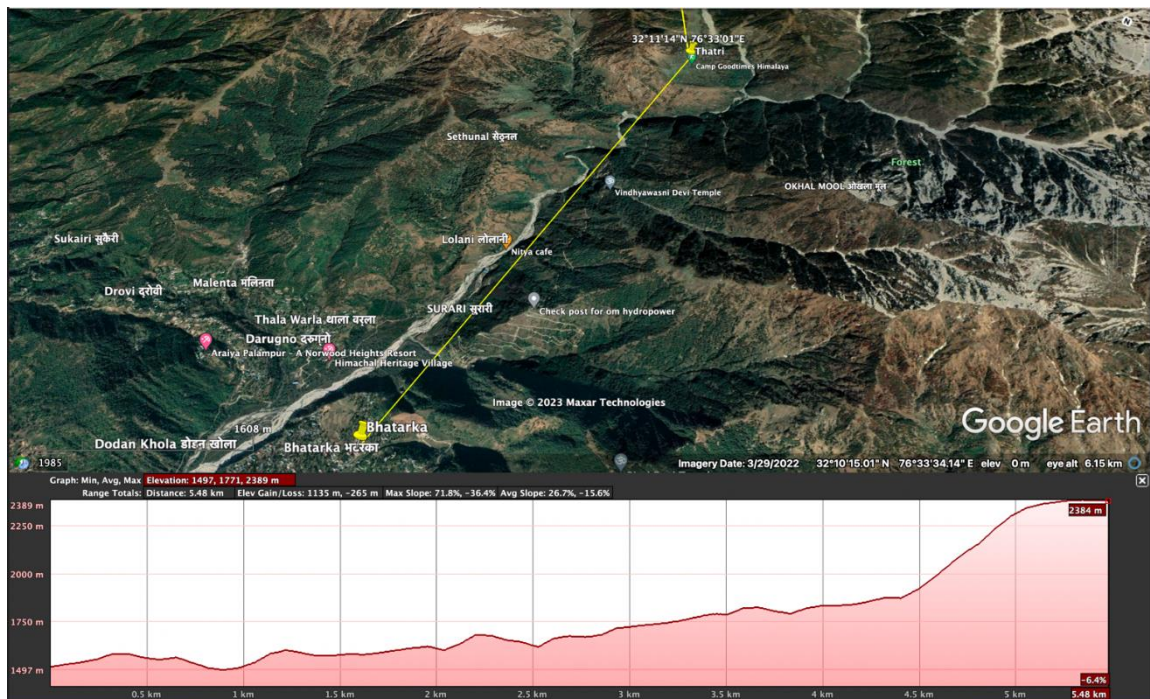 32°11'14"N 76°33'01"E
Thatri
Camp Goodtimes Himalaya
Sethunal सेठुनल
Forest
Vindhyawasni Devi Temple
OKHAL MOOL ओखला मूल
Sukairi सुकैरी
Lolani लोलानी
Nitya cafe
Malenta मलिनता
Drovi दरोवी
SURARI सुरारी
Check post for om hydropower
Thala Warla थाला वरला
Darugno दरुगनो
Araiya Palampur - A Norwood Heights Resort
Himachal Heritage Village
Image © 2023 Maxar Technologies
Google Earth
1608 m
Bhatarka
Dodan Khola डोडन खोला
Bhatarka भटरका
1985
Imagery Date: 3/29/2022 32°10'15.01" N 76°33'34.14" E elev 0 m eye alt 6.15 km
Graph: Min, Avg, Max Elevation: 1497, 1771, 2389 m
Range Totals: Distance: 5.48 km Elev Gain/Loss: 1135 m, -265 m Max Slope: 71.8%, -36.4% Avg Slope: 26.7%, -15.6%
2389 m
2384 m
2250 m
2000 m
1750 m
1497 m
-6.4%
0.5 km 1 km 1.5 km 2 km 2.5 km 3 km 3.5 km 4 km 4.5 km 5 km 5.48 km